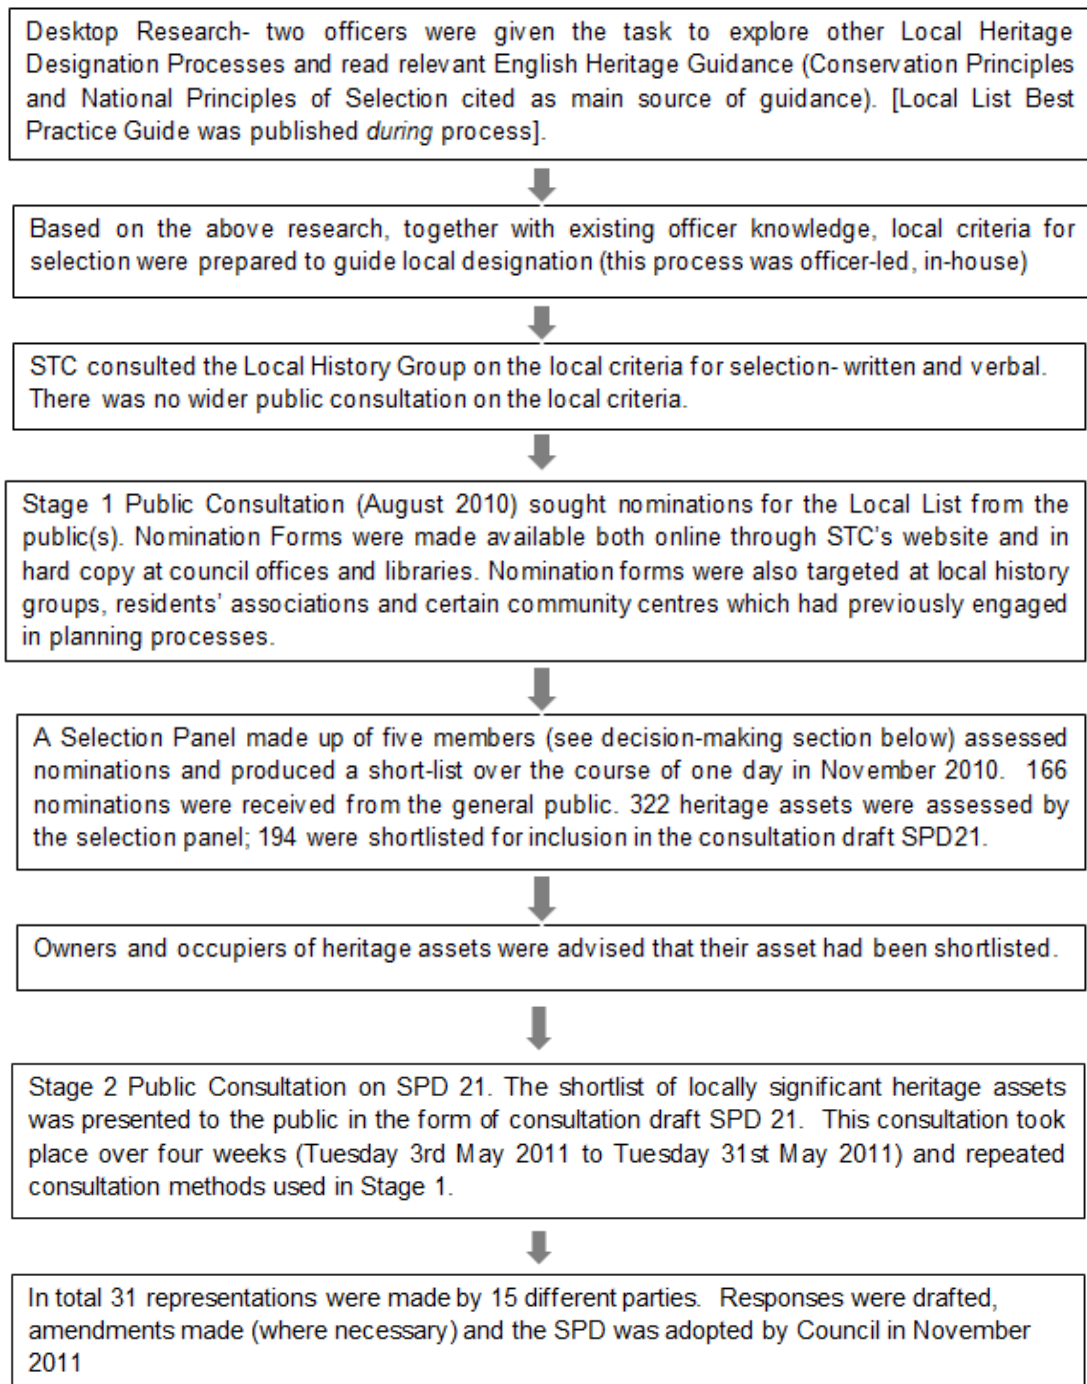 Desktop Research- two officers were given the task to explore other Local Heritage
Designation Processes and read relevant English Heritage Guidance (Conservation Principles
and National Principles of Selection cited as main source of guidance). [Local List Best
Practice Guide was published during process].
Based on the above research, together with existing officer knowledge, local criteria for
selection were prepared to guide local designation (this process was officer-led, in-house)
STC consulted the Local History Group on the local criteria for selection- written and verbal.
There was no wider public consultation on the local criteria.
Stage 1 Public Consultation (August 2010) sought nominations for the Local List from the
public(s). Nomination Forms were made available both online through STC's website and in
hard copy at council offices and libraries. Nomination forms were also targeted at local history
groups, residents' associations and certain community centres which had previously engaged
in planning processes.
A Selection Panel made up of five members (see decision-making section below) assessed
nominations and produced a short-list over the course of one day in November 2010. 166
nominations were received from the general public. 322 heritage assets were assessed by
the selection panel; 194 were shortlisted for inclusion in the consultation draft SPD21.
Owners and occupiers of heritage assets were advised that their asset had been shortlisted.
Stage 2 Public Consultation on SPD 21. The shortlist of locally significant heritage assets
was presented to the public in the form of consultation draft SPD 21. This consultation took
place over four weeks (Tuesday 3rd May 2011 to Tuesday 31st May 2011) and repeated
consultation methods used in Stage 1.
In total 31 representations were made by 15 different parties. Responses were drafted,
amendments made (where necessary) and the SPD was adopted by Council in November
2011